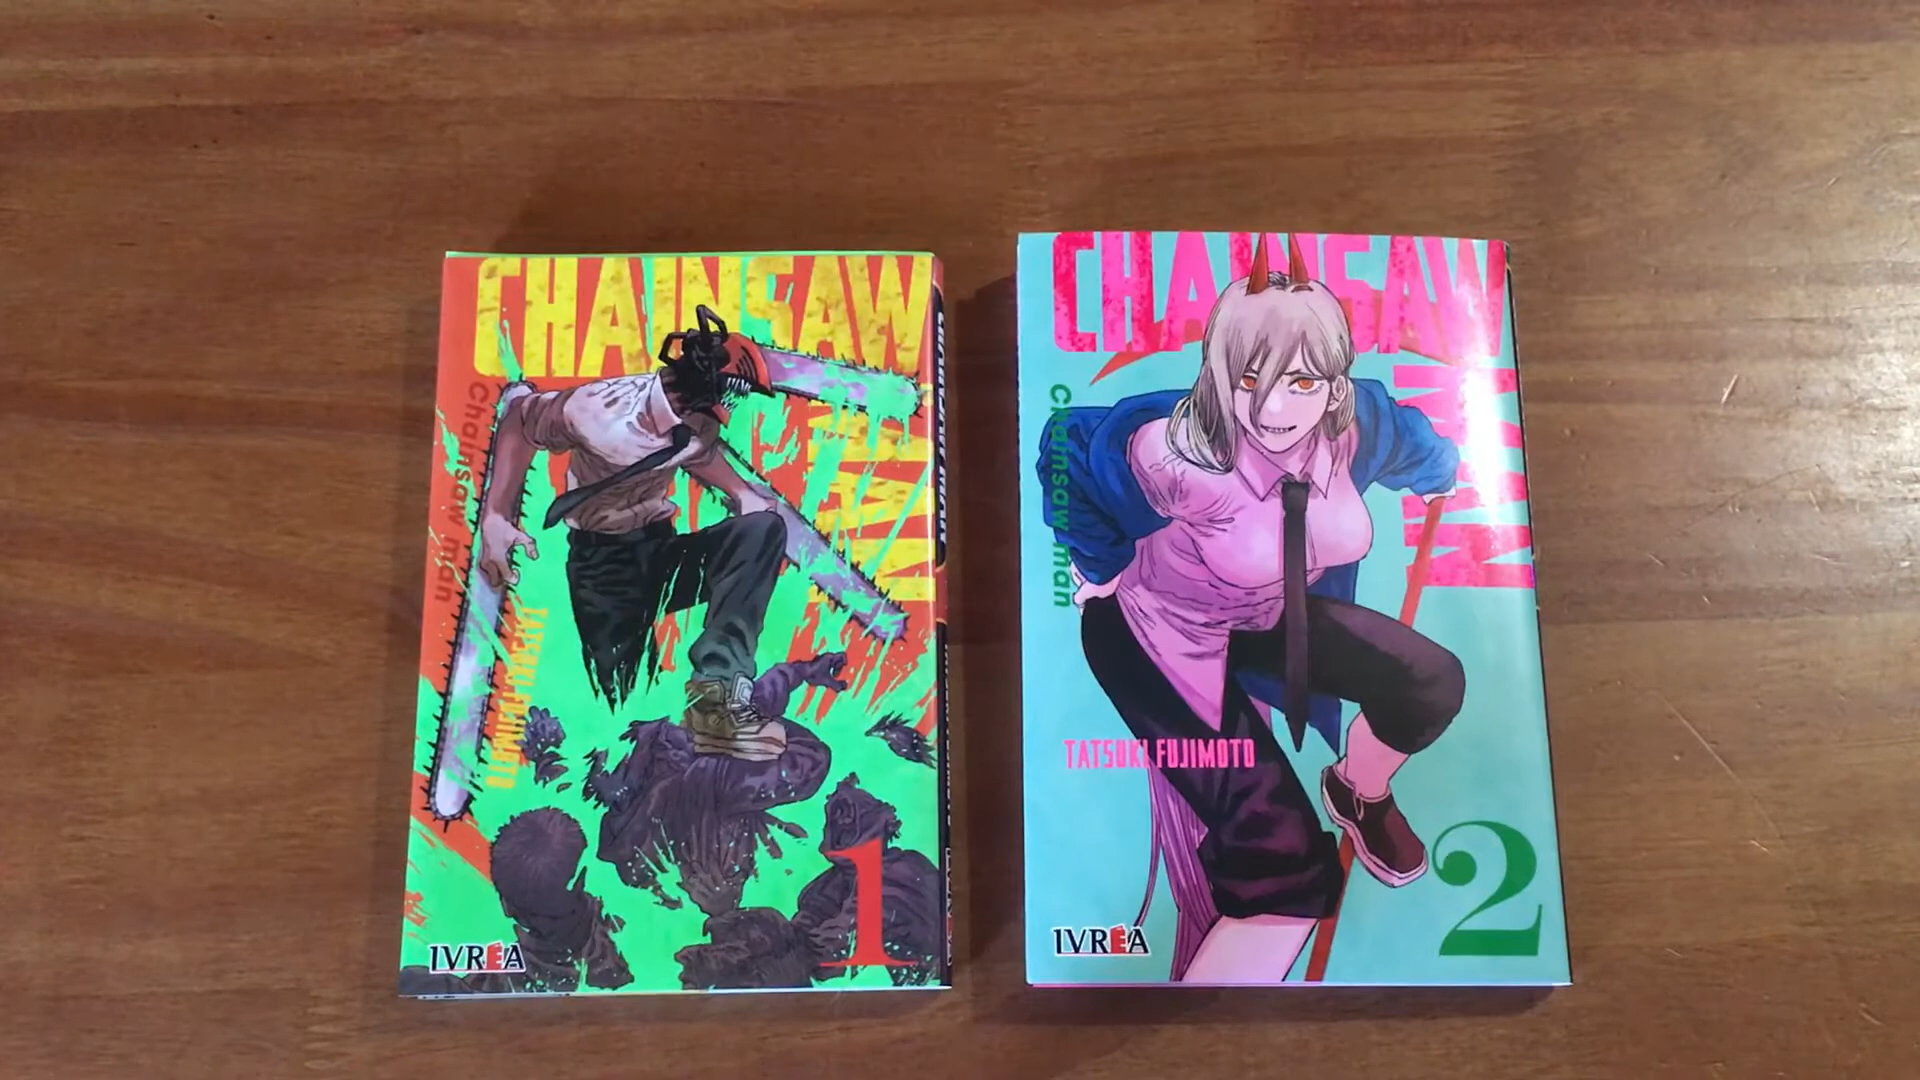 CHAINSAW
MAN
Chainsaw man
TATSUKI FUJIMOTO
1
IVREA
CHAINSAW
MAN
Chainsaw man
TATSUKI FUJIMOTO
2
IVREA